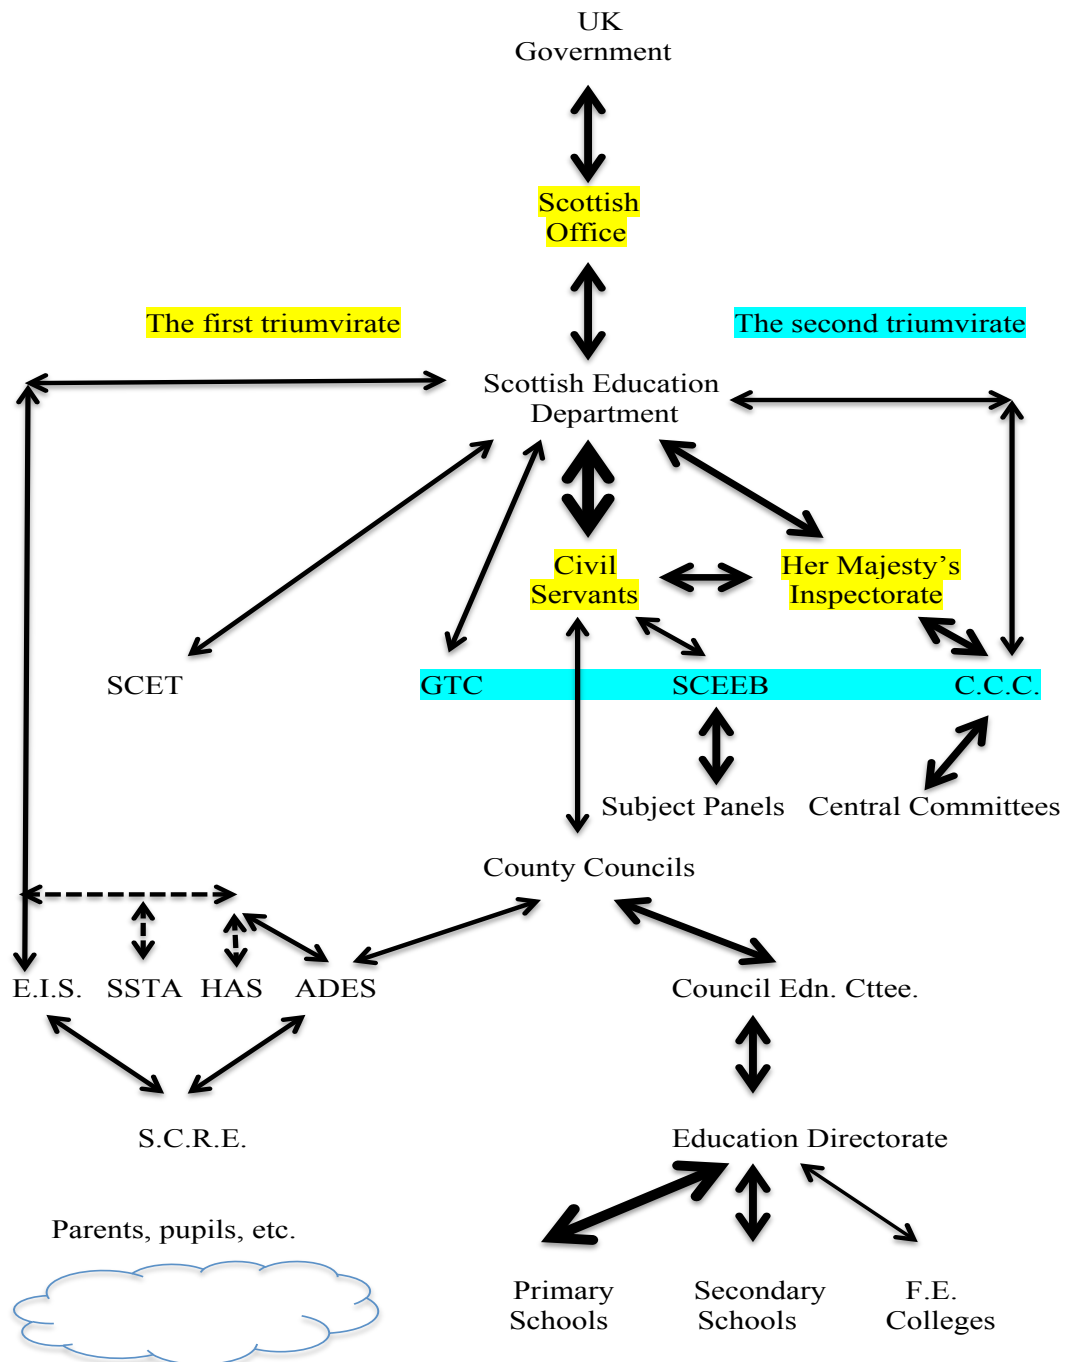 UK
Government
Scottish
Office
The first triumvirate
The second triumvirate
Scottish Education
Department
Civil
Servants
Her Majesty’s
Inspectorate
SCET
GTC
SCEEB
C.C.C.
Subject Panels
Central Committees
County Councils
E.I.S.
SSTA
HAS
ADES
Council Edn. Cttee.
S.C.R.E.
Education Directorate
Parents, pupils, etc.
Primary
Schools
Secondary
Schools
F.E.
Colleges